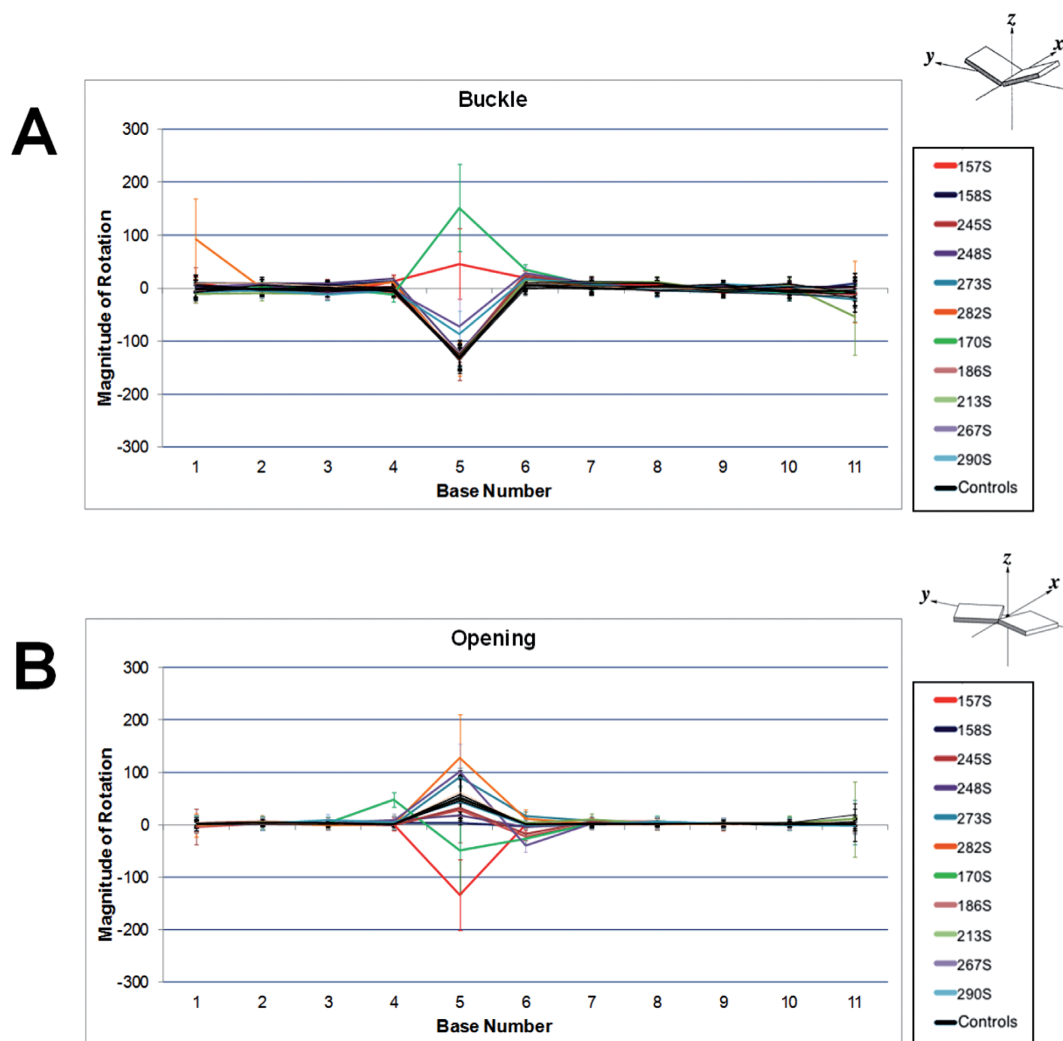 A
Buckle
Magnitude of Rotation
300
200
100
0
-100
-200
-300
1 2 3 4 5 6 7 8 9 10 11
Base Number
z
y
x
157S
158S
245S
248S
273S
282S
170S
186S
213S
267S
290S
Controls
B
Opening
Magnitude of Rotation
300
200
100
0
-100
-200
-300
1 2 3 4 5 6 7 8 9 10 11
Base Number
z
y
x
157S
158S
245S
248S
273S
282S
170S
186S
213S
267S
290S
Controls